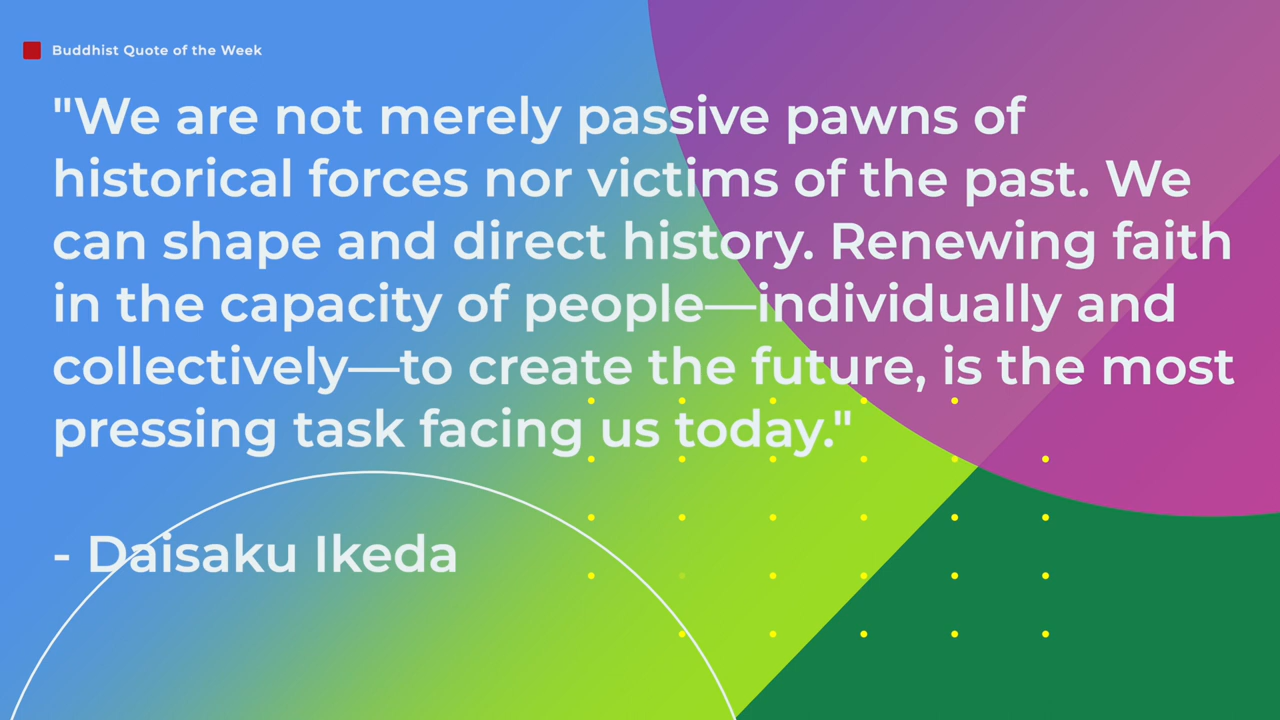 Buddhist Quote of the Week
"We are not merely passive pawns of
historical forces nor victims of the past. We
can shape and direct history. Renewing faith
in the capacity of people—individually and
collectively—to create the future, is the most
pressing task facing us today."
- Daisaku Ikeda